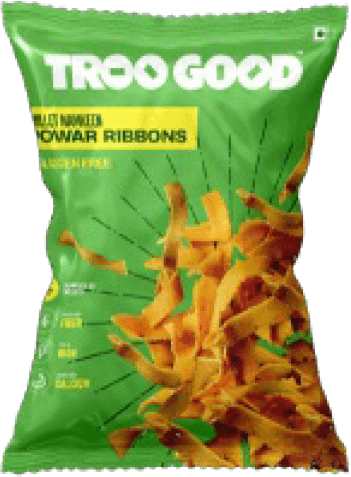 TROO GOOD
MILLET NAMKEEN
JOWAR RIBBONS
GLUTEN FREE
FIBER
IRON
CALCIUM